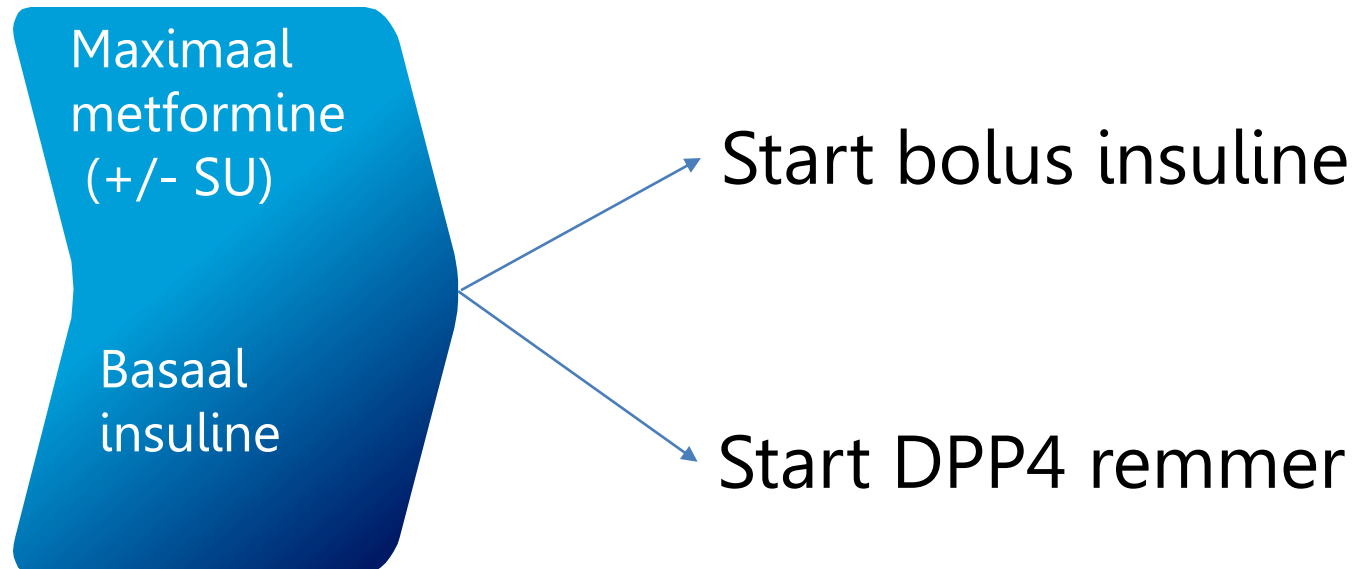 Maximaal
metformine
(+/- SU)
Basaal
insuline
Start bolus insuline
Start DPP4 remmer